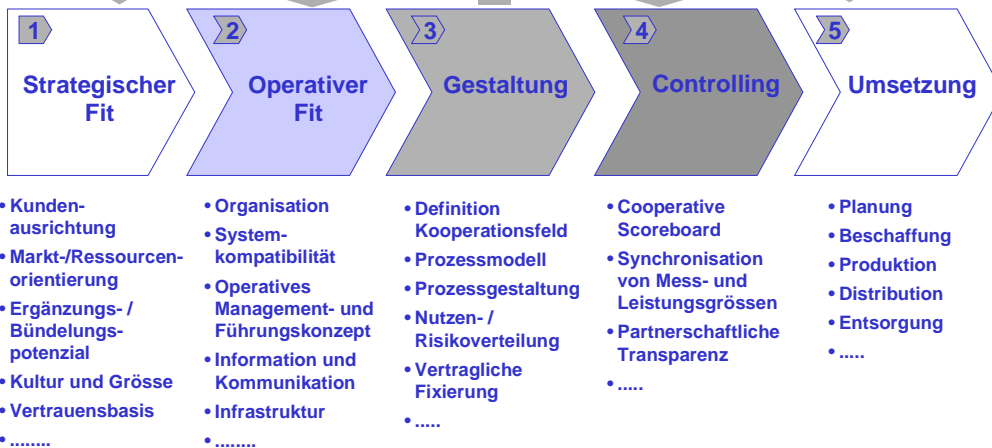 1
Strategischer
Fit
2
Operativer
Fit
3
Gestaltung
4
Controlling
5
Umsetzung
• Kunden-
ausrichtung
• Markt-/Ressourcen-
orientierung
• Ergänzungs- /
Bündelungs-
potenzial
• Kultur und Grösse
• Vertrauensbasis
• ........
• Organisation
• System-
kompatibilität
• Operatives
Management- und
Führungskonzept
• Information und
Kommunikation
• Infrastruktur
• ........
• Definition
Kooperationsfeld
• Prozessmodell
• Prozessgestaltung
• Nutzen- /
Risikoverteilung
• Vertragliche
Fixierung
• .....
• Cooperative
Scoreboard
• Synchronisation
von Mess- und
Leistungsgrössen
• Partnerschaftliche
Transparenz
• .....
• Planung
• Beschaffung
• Produktion
• Distribution
• Entsorgung
• .....